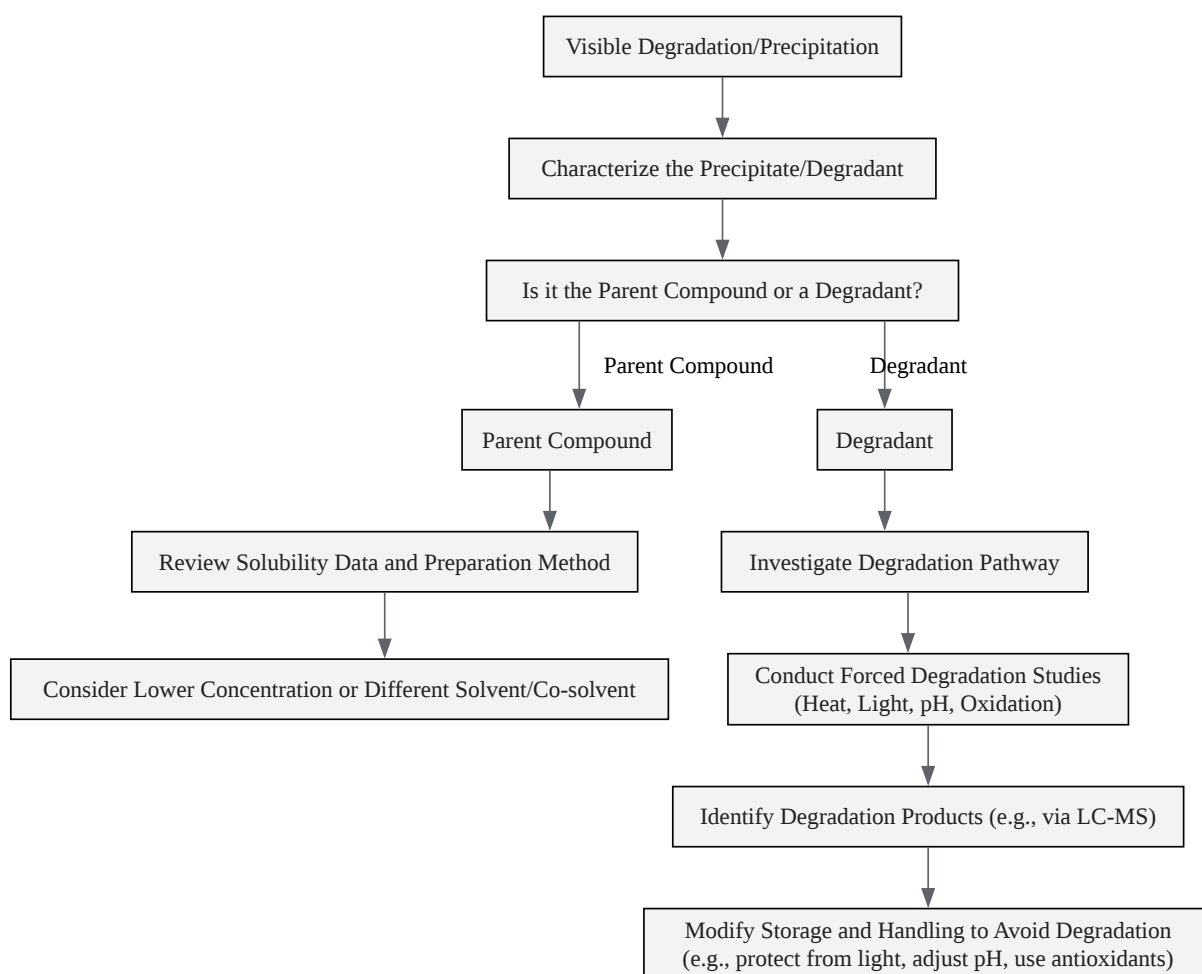 Visible Degradation/Precipitation
Characterize the Precipitate/Degradant
Is it the Parent Compound or a Degradant?
Parent Compound
Degradant
Parent Compound
Degradant
Review Solubility Data and Preparation Method
Investigate Degradation Pathway
Consider Lower Concentration or Different Solvent/Co-solvent
Conduct Forced Degradation Studies
(Heat, Light, pH, Oxidation)
Identify Degradation Products (e.g., via LC-MS)
Modify Storage and Handling to Avoid Degradation
(e.g., protect from light, adjust pH, use antioxidants)